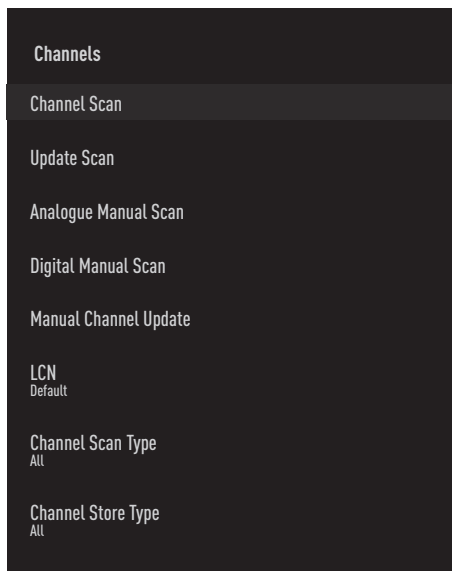 Channels
Channel Scan
Update Scan
Analogue Manual Scan
Digital Manual Scan
Manual Channel Update
LCN
Default
Channel Scan Type
All
Channel Store Type
All